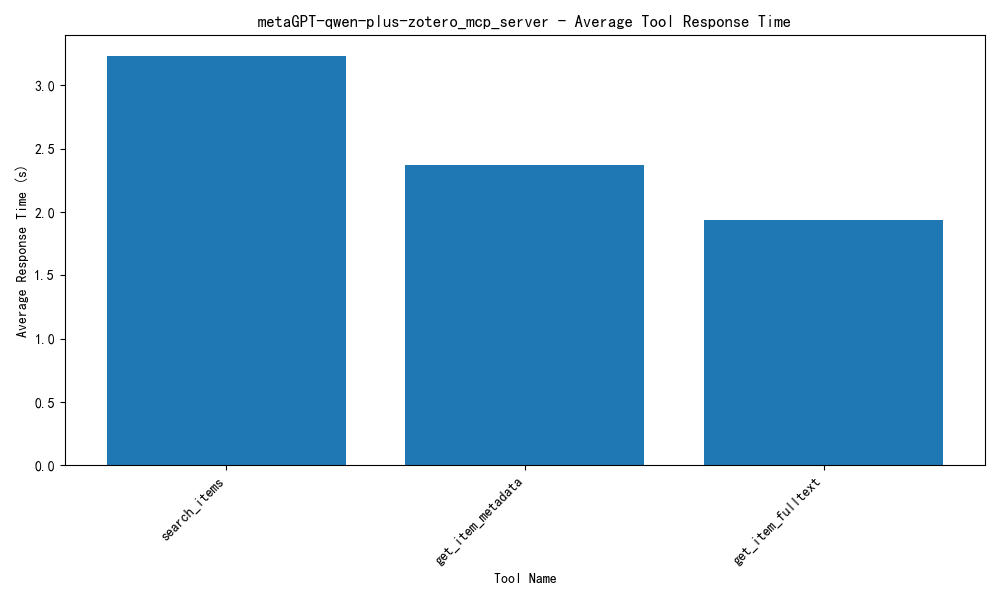 metaGPT-qwen-plus-zotero_mcp_server - Average Tool Response Time
Average Response Time (s)
3.0
2.5
2.0
1.5
1.0
0.5
0.0
search_items
get_item_metadata
get_item_fulltext
Tool Name